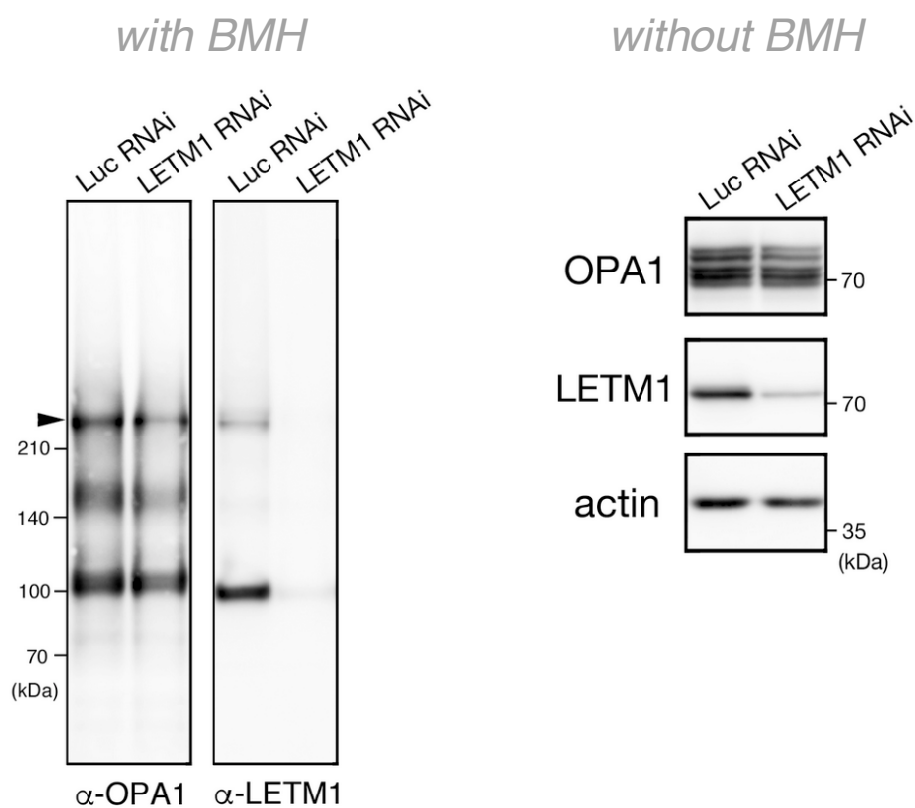 with BMH
without BMH
Luc RNAi
LETM1 RNAi
Luc RNAi
LETM1 RNAi
210
140
100
70
(kDa)
α-OPA1
α-LETM1
Luc RNAi
LETM1 RNAi
OPA1
70
LETM1
70
actin
35
(kDa)